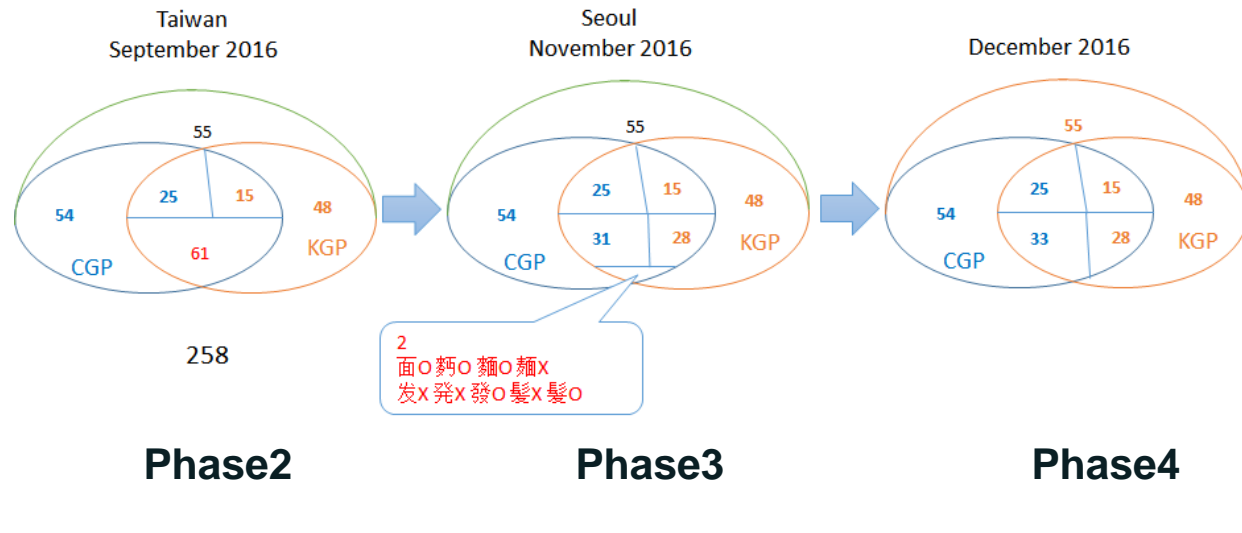 Taiwan
September 2016
55
25
15
54
48
61
CGP
KGP
258
Phase2
Seoul
November 2016
55
25
15
54
48
31
28
CGP
KGP
2
面O 麪O 麵O 麺X
发X 発X 發O 髪X 髮O
Phase3
December 2016
55
25
15
54
48
33
28
CGP
KGP
Phase4